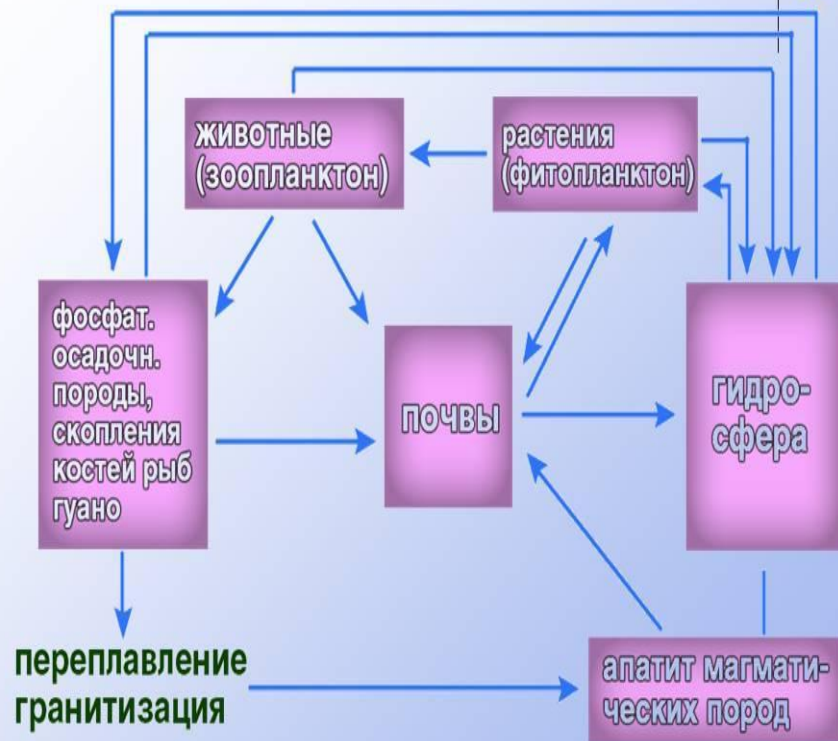 животные
(зоопланктон)
растения
(фитопланктон)
фосфат.
осадочн.
породы,
скопления
костей рыб
гуано
почвы
гидро-
сфера
переплавление
гранитизация
апатит магмати-
ческих пород